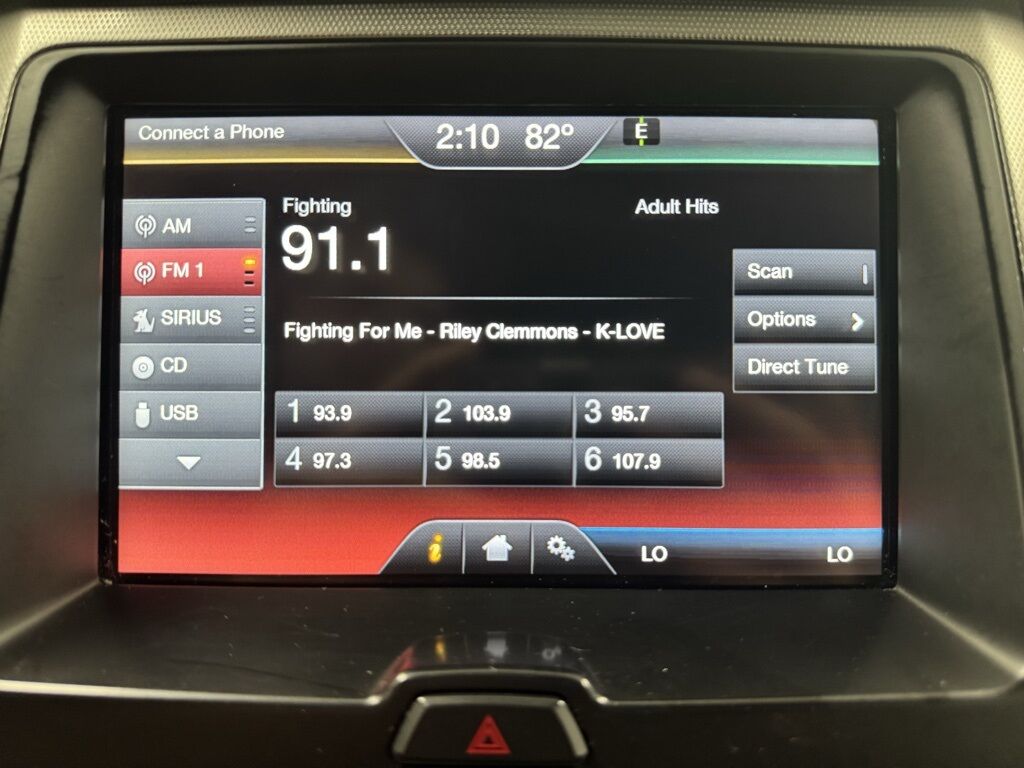 Connect a Phone 2:10 82º E
Fighting Adult Hits
91.1
AM
FM 1
SIRIUS
CD
USB
Fighting For Me - Riley Clemmons - K-LOVE
Scan
Options
Direct Tune
1 93.9 2 103.9 3 95.7
4 97.3 5 98.5 6 107.9
i LO LO